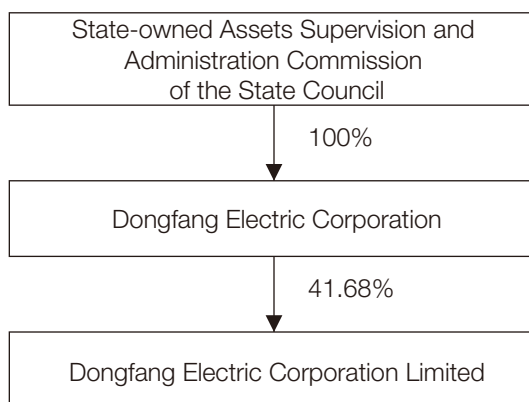 State-owned Assets Supervision and
Administration Commission
of the State Council
100%
Dongfang Electric Corporation
41.68%
Dongfang Electric Corporation Limited